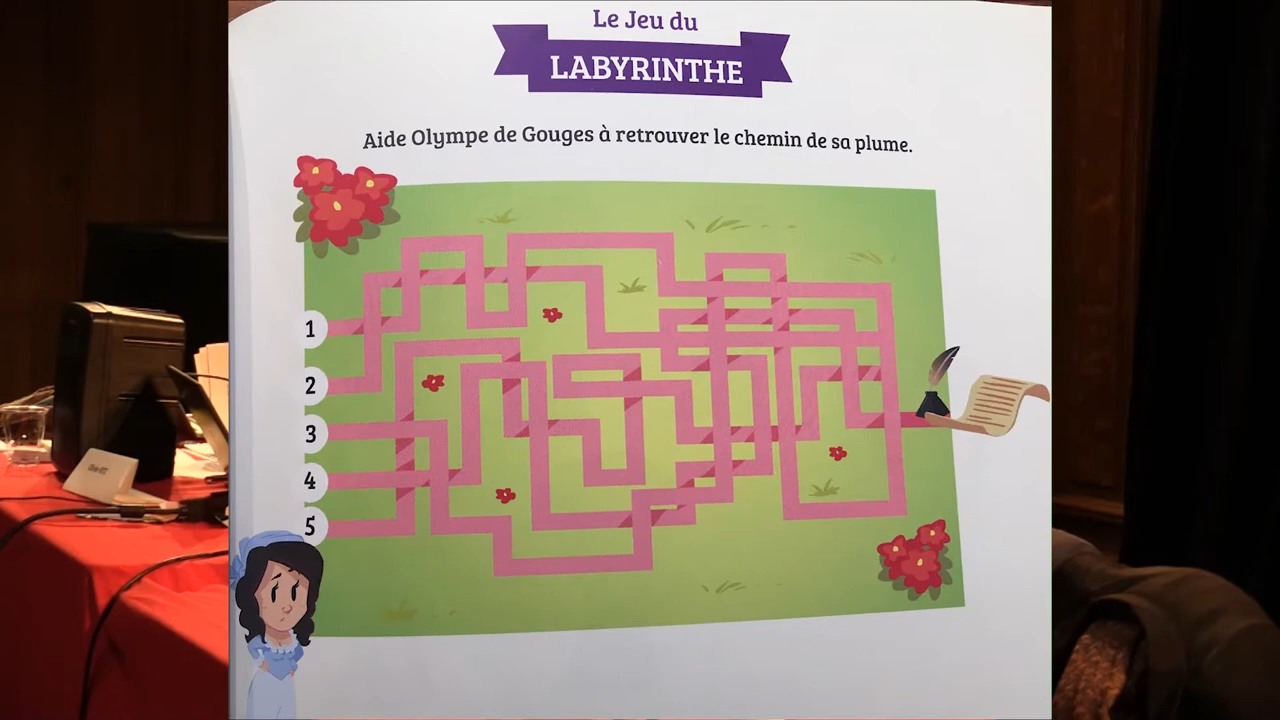 Le Jeu du
LABYRINTHE
Aide Olympe de Gouges à retrouver le chemin de sa plume.
1
2
3
4
5